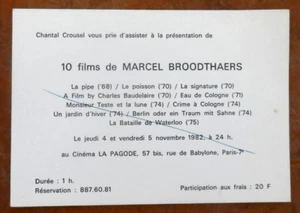 Chantal Crousel vous prie d'assister à la présentation de
10 films de MARCEL BROODTHAERS
La pipe ('68) / Le poisson ('70) / La signature ('70)
A Film by Charles Baudelaire ('70) / Eau de Cologne ('71)
Monsieur Teste et la lune ('74) / Crime à Cologne ('74)
Un jardin d'hiver ('74) / Berlin oder ein Traum mit Sahne ('74)
La Bataille de Waterloo ('75)
Le jeudi 4 et vendredi 5 novembre 1982, à 24 h.
au Cinéma LA PAGODE, 57 bis, rue de Babylone, Paris-7e
Durée : 1 h.
Réservation : 887.60.81
Participation aux frais : 20 F